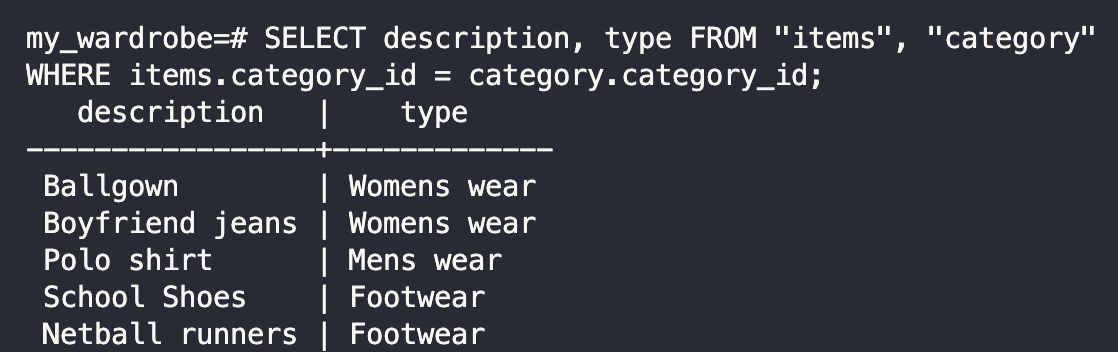 my_wardrobe=# SELECT description, type FROM "items", "category"
WHERE items.category_id = category.category_id;
   description   |    type
-----------------+-------------
 Ballgown        | Womens wear
 Boyfriend jeans | Womens wear
 Polo shirt      | Mens wear
 School Shoes    | Footwear
 Netball runners | Footwear